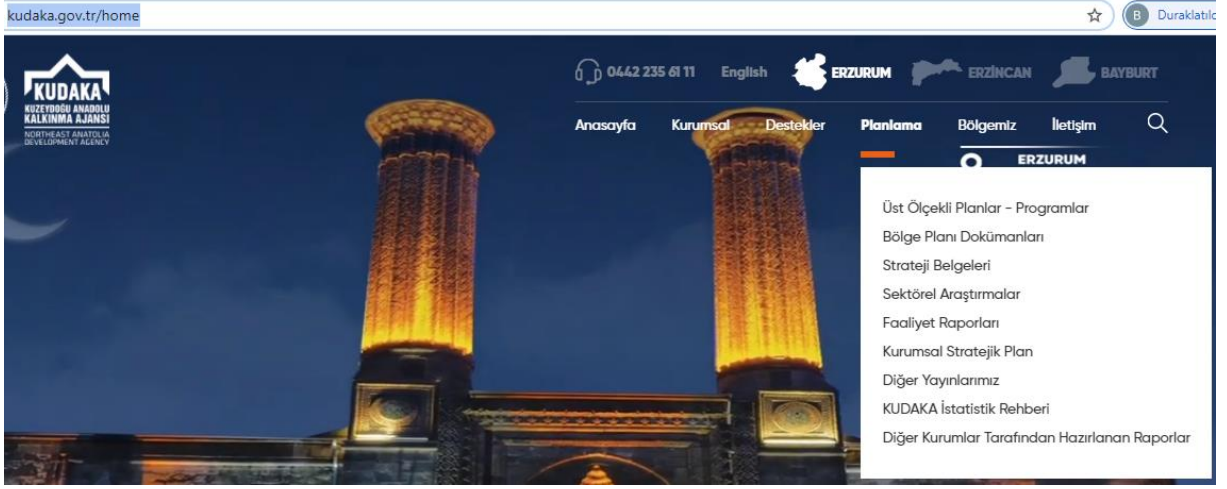 kudaka.gov.tr/home
B Duraklatıld
KUDAKA
KUZEYDOĞU ANADOLU
KALKINMA AJANSI
NORTHEAST ANATOLIA
DEVELOPMENT AGENCY
0442 235 61 11 English ERZURUM ERZİNCAN BAYBURT
Anasayfa Kurumsal Destekler Planlama Bölgemiz İletişim
ERZURUM
Üst Ölçekli Planlar - Programlar
Bölge Planı Dokümanları
Strateji Belgeleri
Sektörel Araştırmalar
Faaliyet Raporları
Kurumsal Stratejik Plan
Diğer Yayınlarımız
KUDAKA İstatistik Rehberi
Diğer Kurumlar Tarafından Hazırlanan Raporlar